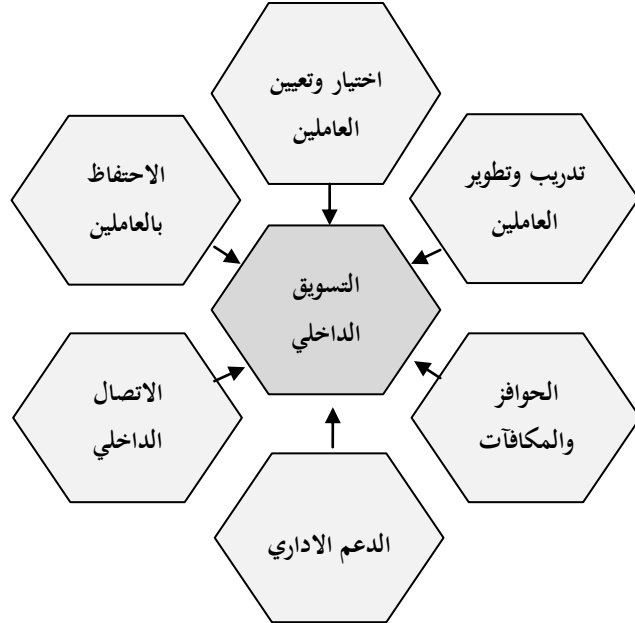 اختيار وتعيين
العاملين
تدريب وتطوير
العاملين
الاحتفاظ
بالعاملين
التسويق
الداخلي
الحوافز
والمكافآت
الاتصال
الداخلي
الدعم الاداري